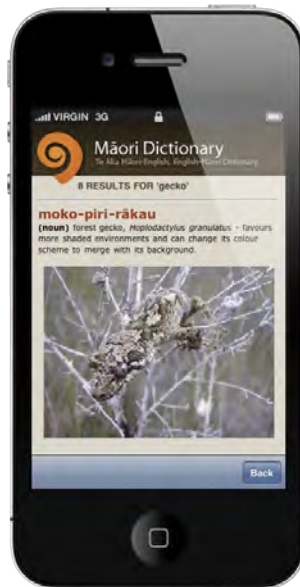 VIRGIN 3G
Māori Dictionary
Te Aka Māori-English, English-Māori Dictionary
8 RESULTS FOR 'gecko'
moko-piri-rākau
(noun) forest gecko, Hoplodactylus granulatus - favours
more shaded environments and can change its colour
scheme to merge with its background.
Back